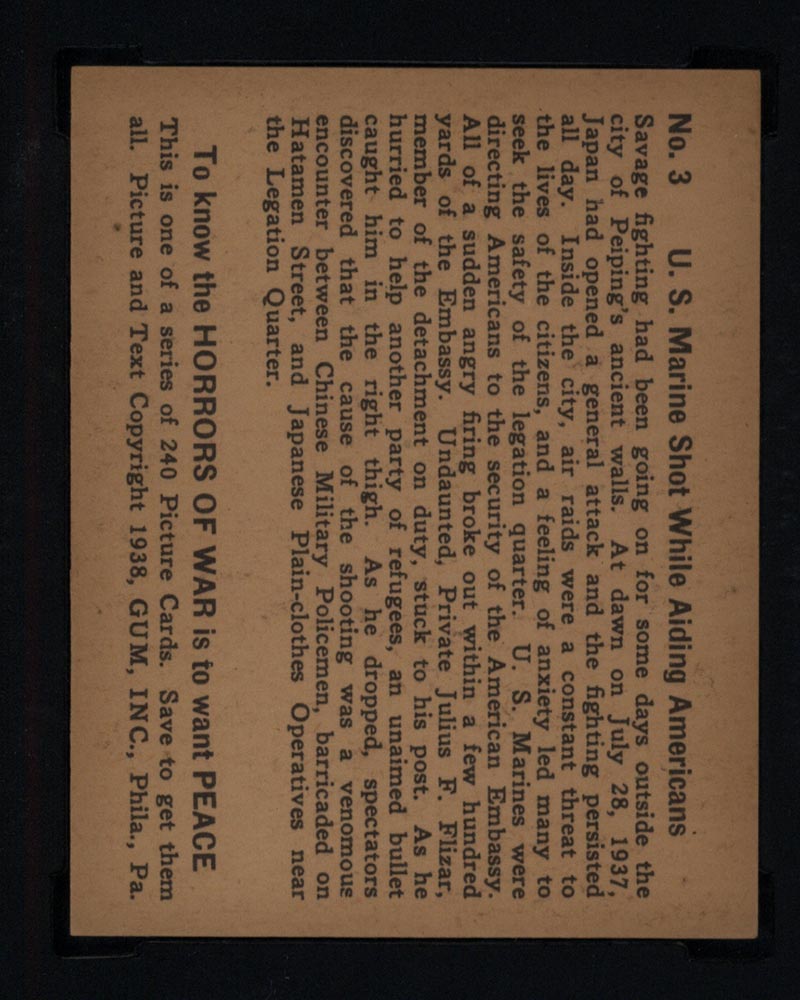 No. 3 U. S. Marine Shot While Aiding Americans
Savage fighting had been going on for some days outside the
city of Peiping's ancient walls. At dawn on July 28, 1937,
Japan had opened a general attack and the fighting persisted
all day. Inside the city, air raids were a constant threat to
the lives of the citizens, and a feeling of anxiety led many to
seek the safety of the legation quarter. U. S. Marines were
directing Americans to the security of the American Embassy.
All of a sudden angry firing broke out within a few hundred
yards of the Embassy. Undaunted, Private Julius F. Flizar,
member of the detachment on duty, stuck to his post. As he
hurried to help another party of refugees, an unaimed bullet
caught him in the right thigh. As he dropped, spectators
discovered that the cause of the shooting was a venomous
encounter between Chinese Military Policemen, barricaded on
Hatamen Street, and Japanese Plain-clothes Operatives near
the Legation Quarter.
To know the HORRORS OF WAR is to want PEACE
This is one of a series of 240 Picture Cards. Save to get them
all. Picture and Text Copyright 1938, GUM, INC., Phila., Pa.